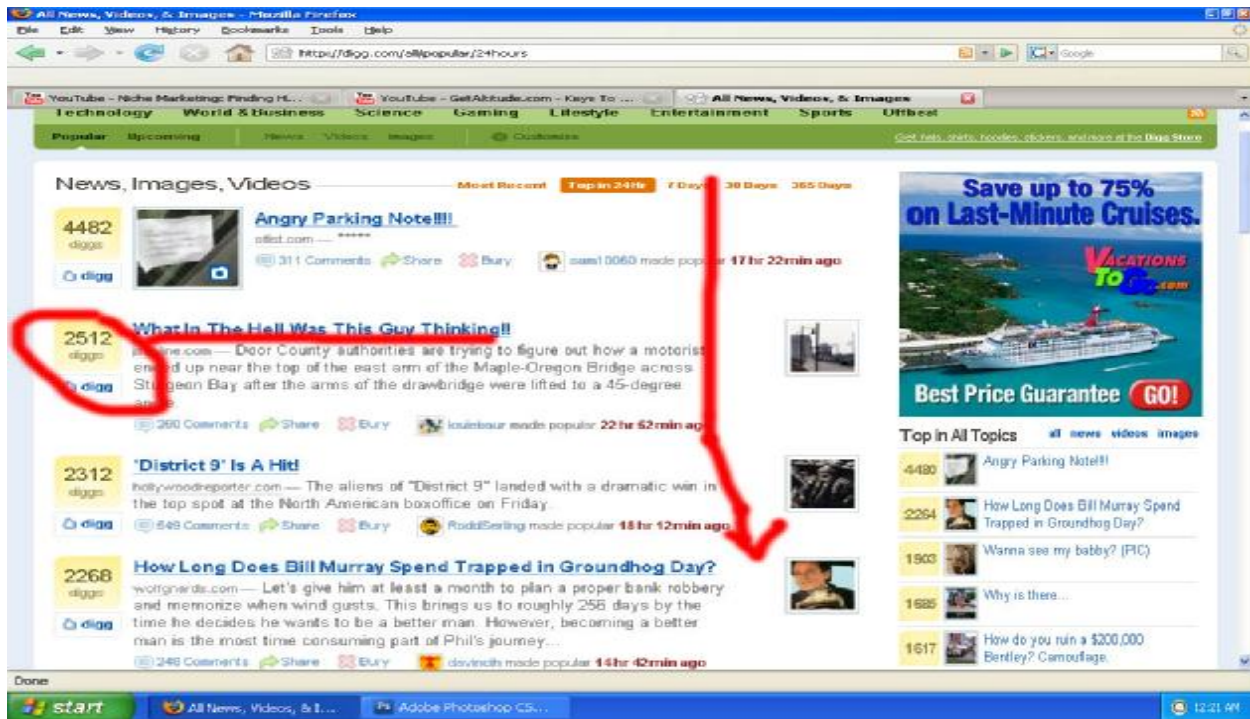 All News, Videos, & Images - Mozilla Firefox
File Edit View History Bookmarks Tools Help
http://digg.com/all/popular/24hours
Google
YouTube - Niche Marketing: Finding H...
YouTube - GetAltitude.com - Keys To ...
All News, Videos, & Images
Technology World & Business Science Gaming Lifestyle Entertainment Sports Offbeat
Popular Upcoming News Videos Images Customize
Get hats, shirts, hoodies, stickers, and more at the Digg Store
News, Images, Videos
Most Recent Top in 24Hr 7 Days 30 Days 365 Days
4482
diggs
digg
Angry Parking Note!!!!
— *****
311 Comments Share Bury made popular 17 hr 22min ago
2512
diggs
digg
What In The Hell Was This Guy Thinking!!
— Door County authorities are trying to figure out how a motorist
ended up near the top of the east arm of the Maple-Oregon Bridge across
Sturgeon Bay after the arms of the drawbridge were lifted to a 45-degree
angle.
260 Comments Share Bury made popular 22 hr 52min ago
2312
diggs
digg
'District 9' Is A Hit!
hollywoodreporter.com — The aliens of "District 9" landed with a dramatic win in
the top spot at the North American boxoffice on Friday.
649 Comments Share Bury RoddSerling made popular 18 hr 12min ago
2268
diggs
digg
How Long Does Bill Murray Spend Trapped in Groundhog Day?
wolfgnards.com — Let's give him at least a month to plan a proper bank robbery
and memorize when wind gusts. This brings us to roughly 256 days by the
time he decides he wants to be a better man. However, becoming a better
man is the most time consuming part of Phil's journey...
248 Comments Share Bury made popular 14 hr 42min ago
Save up to 75%
on Last-Minute Cruises.
VACATIONS
TO
Go.com
Best Price Guarantee GO!
Top in All Topics all news videos images
4480 Angry Parking Note!!!!
2264 How Long Does Bill Murray Spend
Trapped in Groundhog Day?
1903 Wanna see my babby? (PIC)
1685 Why is there...
1617 How do you ruin a $200,000
Bentley? Camouflage.
Done
start All News, Videos, & I... Adobe Photoshop CS... 12:21 AM